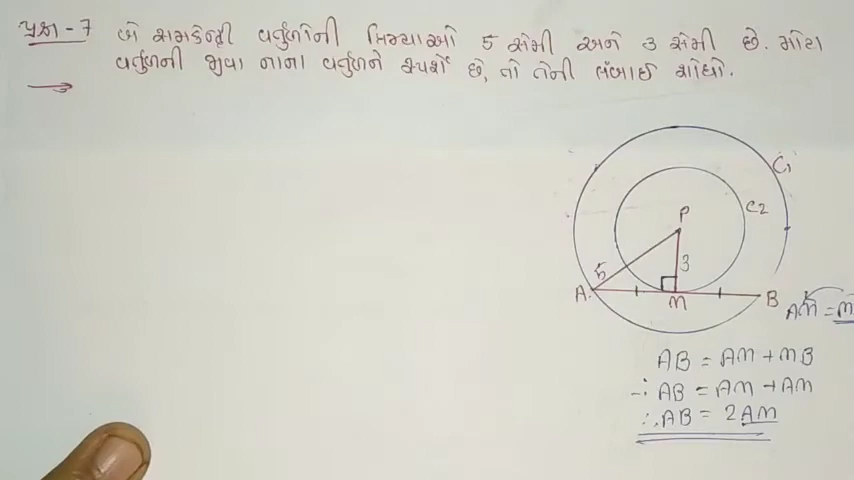 પ્રશ્ન - 7 બે સમકેન્દ્રી વર્તુળોની ત્રિજ્યાઓ 5 સેમી અને 3 સેમી છે. મોટા
વર્તુળની જીવા નાના વર્તુળને સ્પર્શે છે, તો તેની લંબાઈ શોધો.
C1
C2
P
5
3
A
M
B
AM = M
AB = AM + MB
∴ AB = AM + AM
∴ AB = 2AM